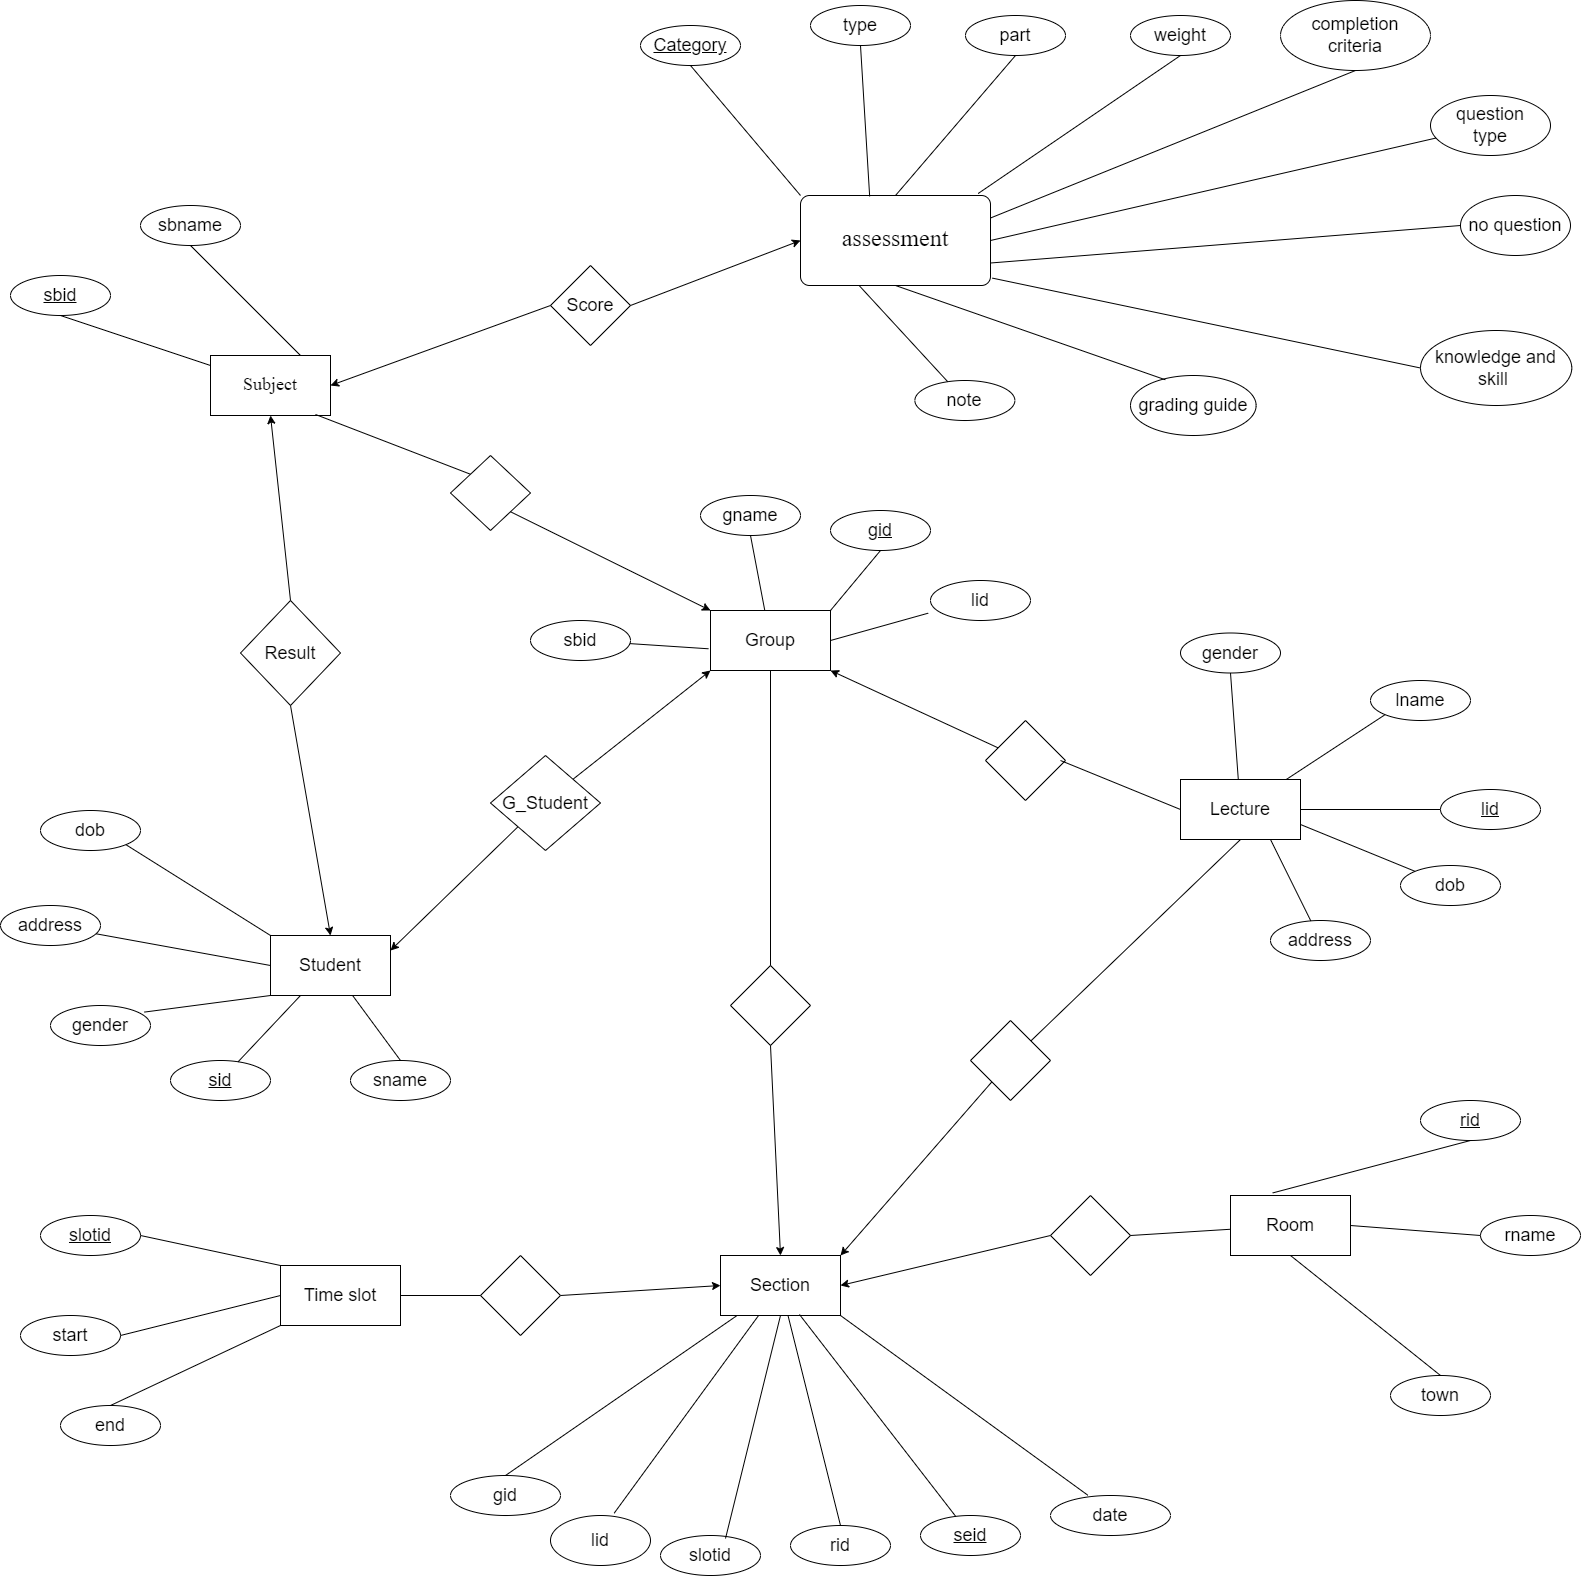 type
completion
criteria
part
weight
Category
question
type
sbname
no question
assessment
sbid
Score
knowledge and
skill
Subject
note
grading guide
gname
gid
lid
sbid
Group
gender
Result
lname
G_Student
Lecture
lid
dob
dob
address
address
Student
gender
sid
sname
rid
Room
rname
slotid
Section
Time slot
start
town
end
gid
date
seid
lid
rid
slotid